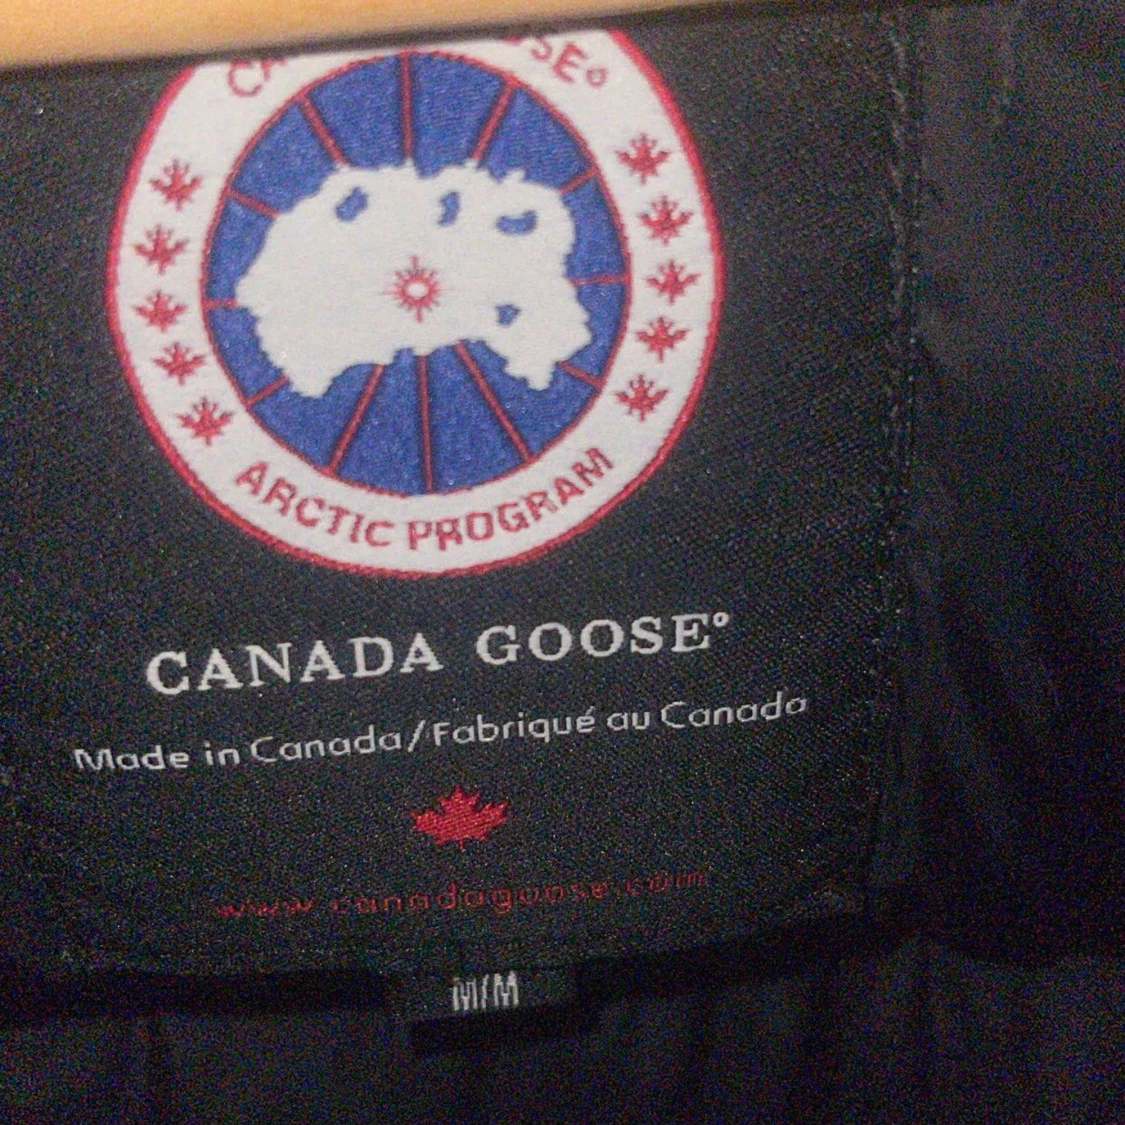 ARCTIC PROGRAM
CANADA GOOSE®
Made in Canada/Fabriqué au Canada
www.canadagoose.com
M/M